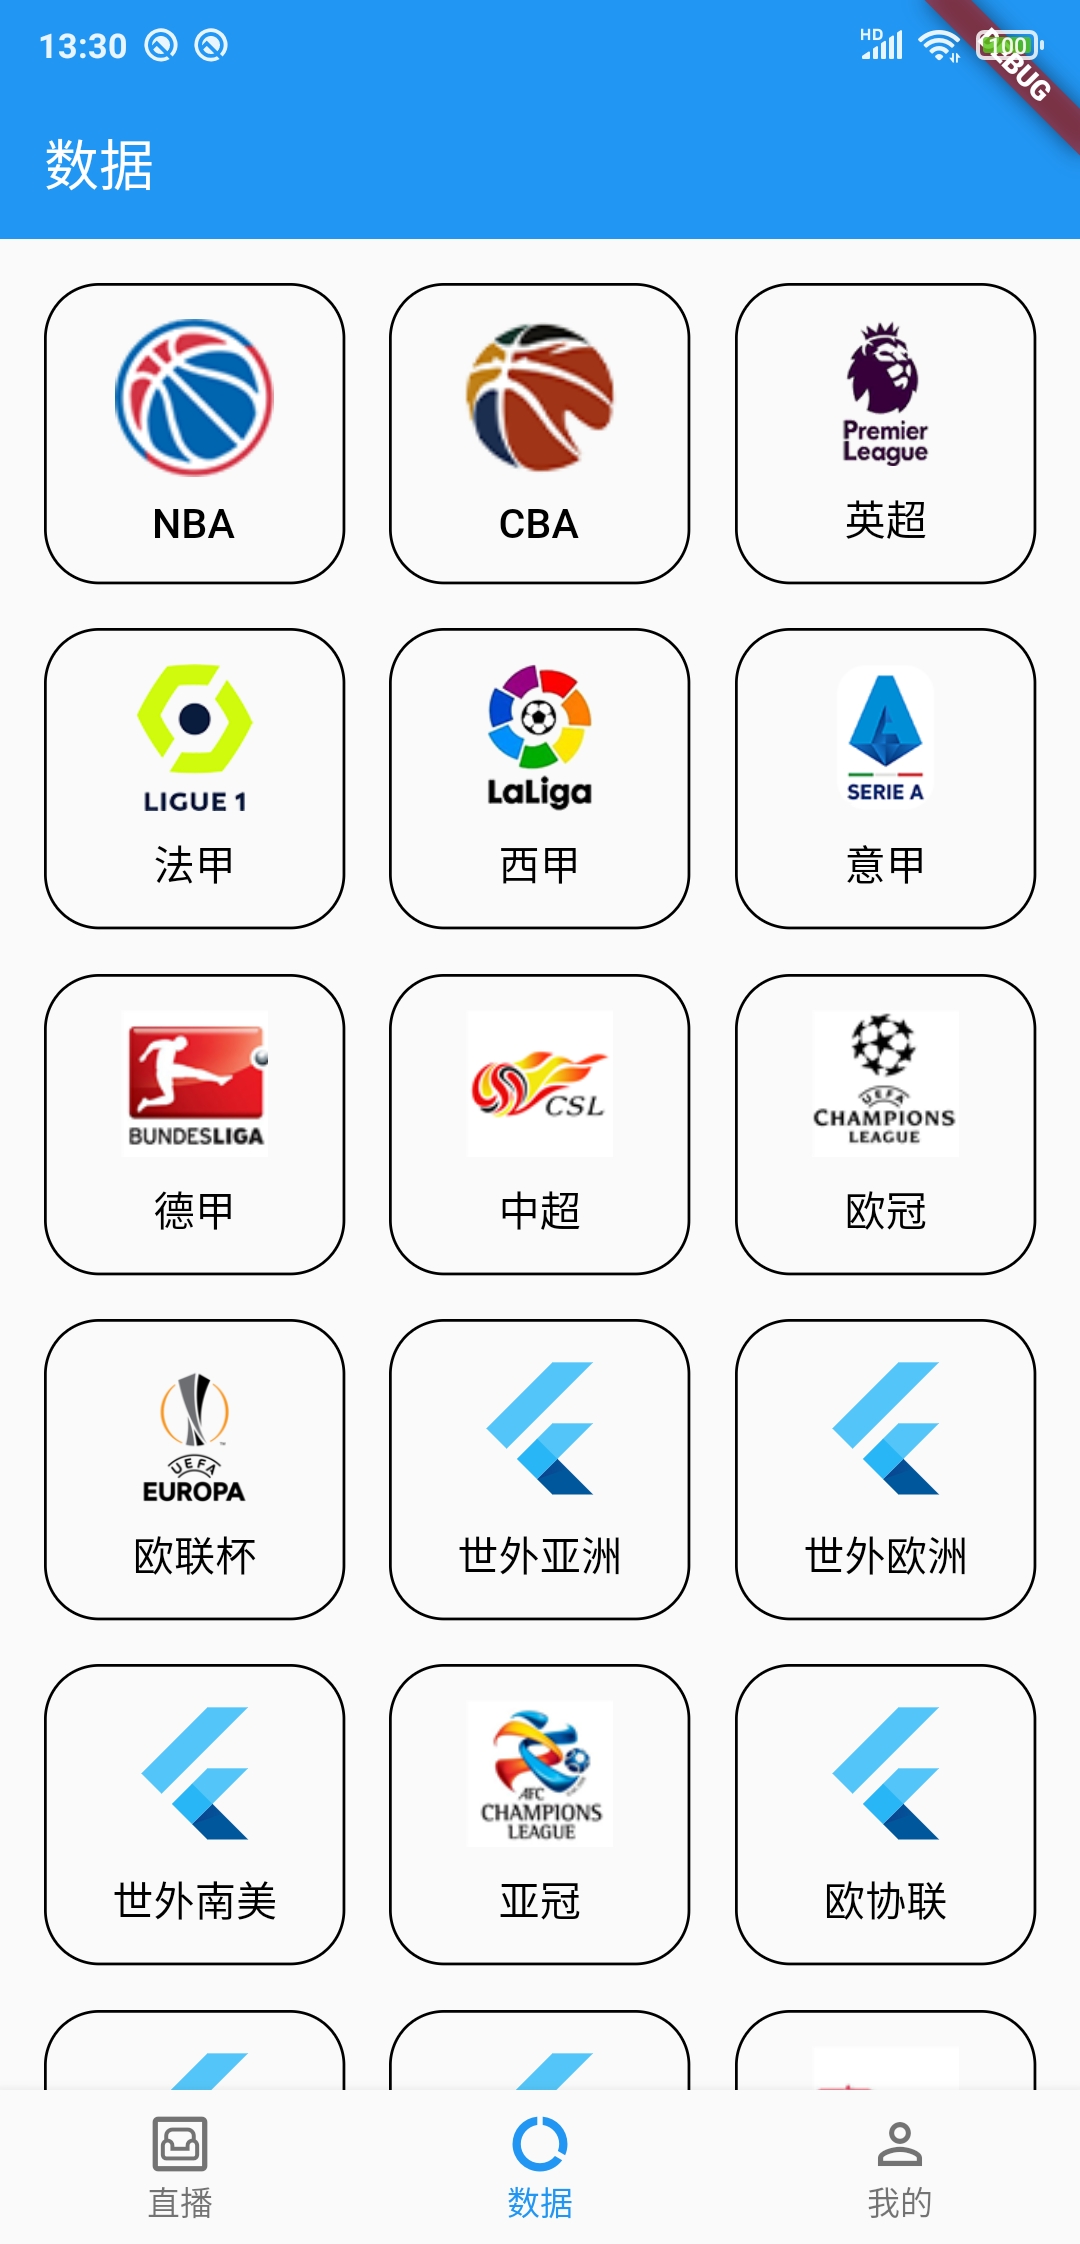 13:30
HD
100
DEBUG
数据
NBA
CBA
Premier
League
英超
LIGUE 1
法甲
LaLiga
西甲
SERIE A
意甲
BUNDESLIGA
德甲
CSL
中超
UEFA
CHAMPIONS
LEAGUE
欧冠
UEFA
EUROPA
欧联杯
世外亚洲
世外欧洲
世外南美
AFC
CHAMPIONS
LEAGUE
亚冠
欧协联
直播
数据
我的